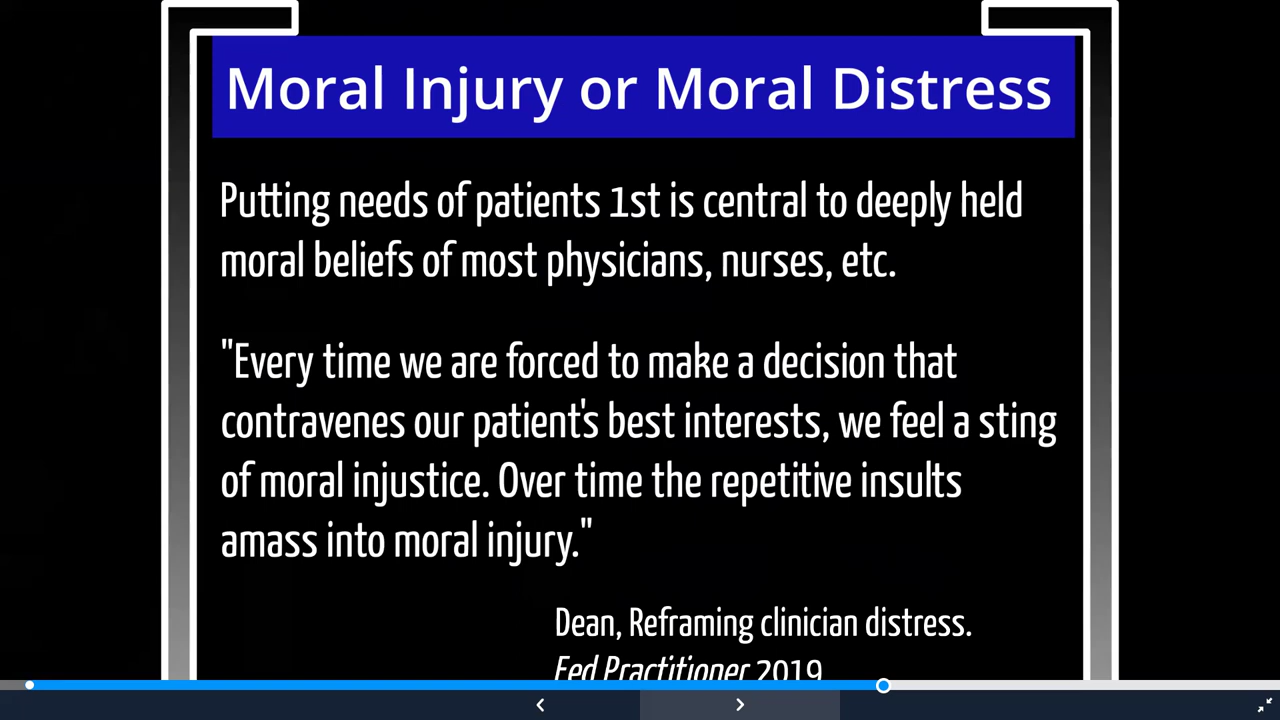 Moral Injury or Moral Distress
Putting needs of patients 1st is central to deeply held
moral beliefs of most physicians, nurses, etc.
"Every time we are forced to make a decision that
contravenes our patient's best interests, we feel a sting
of moral injustice. Over time the repetitive insults
amass into moral injury."
Dean, Reframing clinician distress.
Fed Practitioner 2019